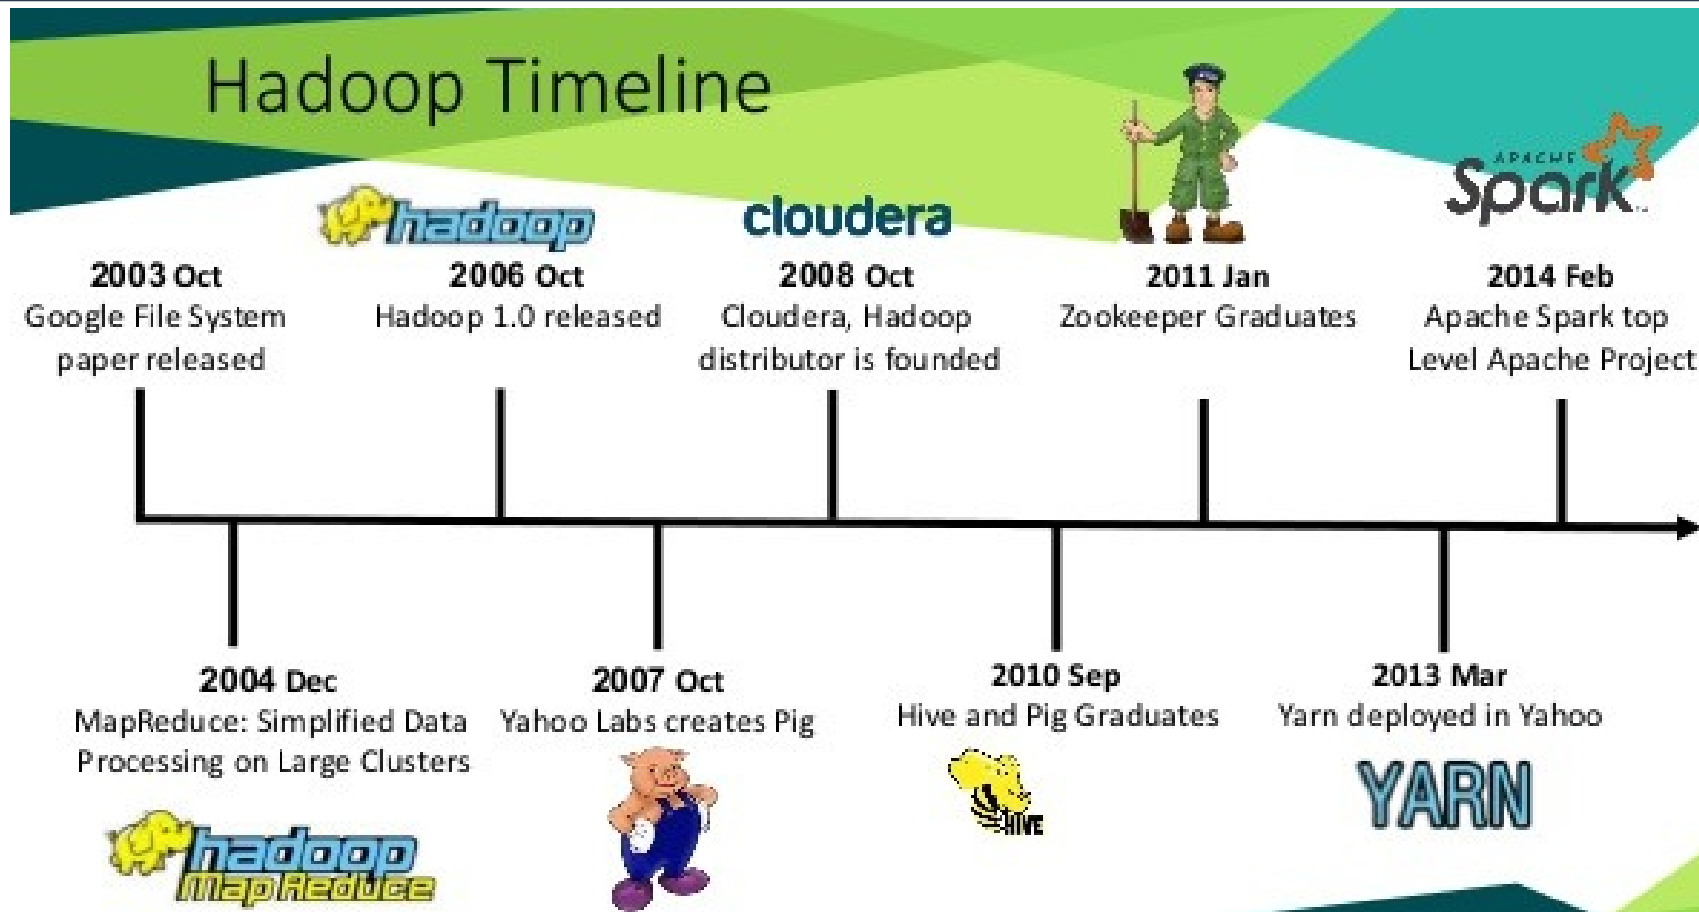 Hadoop Timeline
hadoop
2003 Oct
Google File System
paper released
2006 Oct
Hadoop 1.0 released
cloudera
2008 Oct
Cloudera, Hadoop
distributor is founded
2011 Jan
Zookeeper Graduates
APACHE
Spark
2014 Feb
Apache Spark top
Level Apache Project
2004 Dec
MapReduce: Simplified Data
Processing on Large Clusters
hadoop
Map Reduce
2007 Oct
Yahoo Labs creates Pig
2010 Sep
Hive and Pig Graduates
HIVE
2013 Mar
Yarn deployed in Yahoo
YARN